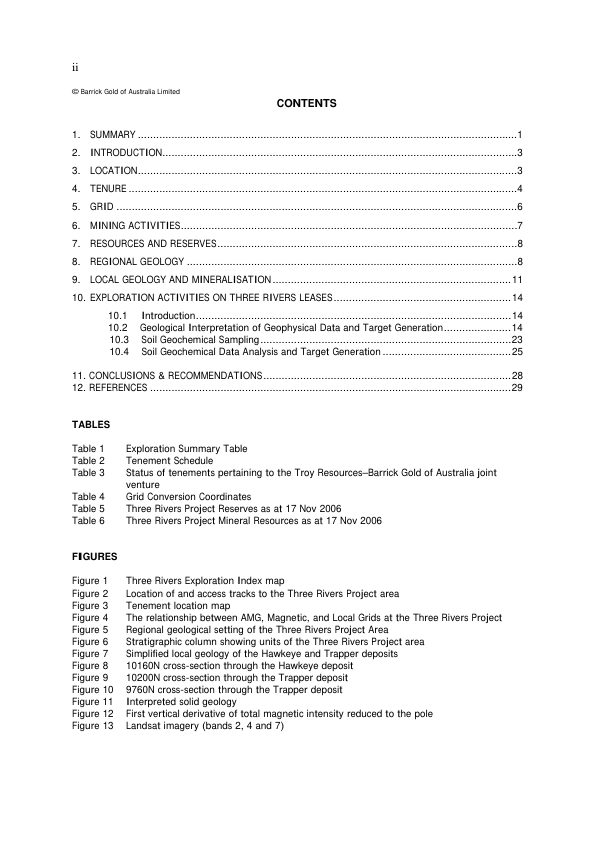 ii
© Barrick Gold of Australia Limited
CONTENTS
1. SUMMARY ....................................................................................................................................1
2. INTRODUCTION............................................................................................................................3
3. LOCATION....................................................................................................................................3
4. TENURE ........................................................................................................................................4
5. GRID .............................................................................................................................................6
6. MINING ACTIVITIES......................................................................................................................7
7. RESOURCES AND RESERVES.........................................................................................................8
8. REGIONAL GEOLOGY ...................................................................................................................8
9. LOCAL GEOLOGY AND MINERALISATION....................................................................................11
10. EXPLORATION ACTIVITIES ON THREE RIVERS LEASES..............................................................14
10.1 Introduction..............................................................................................................14
10.2 Geological Interpretation of Geophysical Data and Target Generation........................14
10.3 Soil Geochemical Sampling........................................................................................23
10.4 Soil Geochemical Data Analysis and Target Generation .............................................25
11. CONCLUSIONS & RECOMMENDATIONS.....................................................................................28
12. REFERENCES ............................................................................................................................29
TABLES
Table 1 Exploration Summary Table
Table 2 Tenement Schedule
Table 3 Status of tenements pertaining to the Troy Resources–Barrick Gold of Australia joint
venture
Table 4 Grid Conversion Coordinates
Table 5 Three Rivers Project Reserves as at 17 Nov 2006
Table 6 Three Rivers Project Mineral Resources as at 17 Nov 2006
FIGURES
Figure 1 Three Rivers Exploration Index map
Figure 2 Location of and access tracks to the Three Rivers Project area
Figure 3 Tenement location map
Figure 4 The relationship between AMG, Magnetic, and Local Grids at the Three Rivers Project
Figure 5 Regional geological setting of the Three Rivers Project Area
Figure 6 Stratigraphic column showing units of the Three Rivers Project area
Figure 7 Simplified local geology of the Hawkeye and Trapper deposits
Figure 8 10160N cross-section through the Hawkeye deposit
Figure 9 10200N cross-section through the Trapper deposit
Figure 10 9760N cross-section through the Trapper deposit
Figure 11 Interpreted solid geology
Figure 12 First vertical derivative of total magnetic intensity reduced to the pole
Figure 13 Landsat imagery (bands 2, 4 and 7)